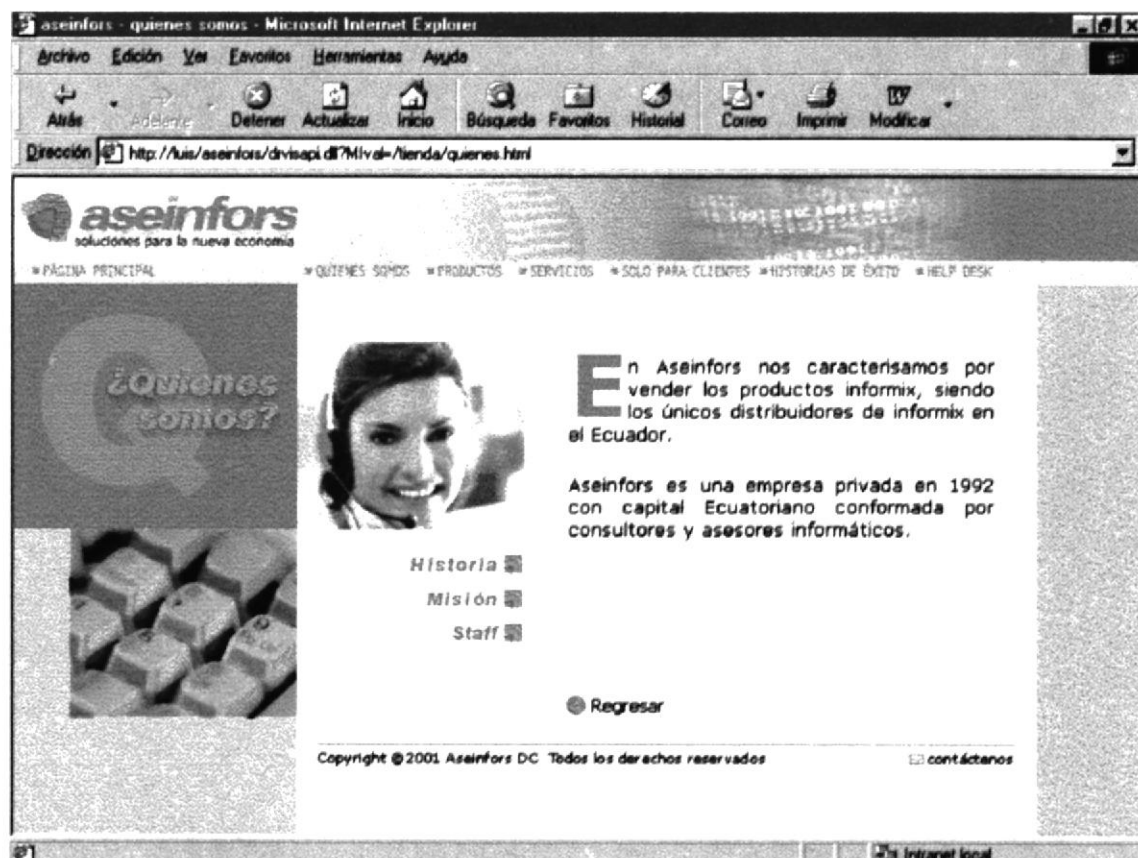 aseinfors - quienes somos - Microsoft Internet Explorer
Archivo Edición Ver Favoritos Herramientas Ayuda
Atrás Adelante Detener Actualizar Inicio Búsqueda Favoritos Historial Correo Imprimir Modificar
Dirección http://luis/aseinfors/drvisapi.dll?MIval=/tienda/quienes.html
aseinfors
soluciones para la nueva economía
PÁGINA PRINCIPAL QUIENES SOMOS PRODUCTOS SERVICIOS SOLO PARA CLIENTES HISTORIAS DE ÉXITO HELP DESK
¿Quienes
somos?
En Aseinfors nos caracterisamos por
vender los productos informix, siendo
los únicos distribuidores de informix en
el Ecuador.
Aseinfors es una empresa privada en 1992
con capital Ecuatoriano conformada por
consultores y asesores informáticos.
Historia
Misión
Staff
Regresar
Copyright ©2001 Aseinfors DC Todos los derechos reservados contáctenos
Intranet local